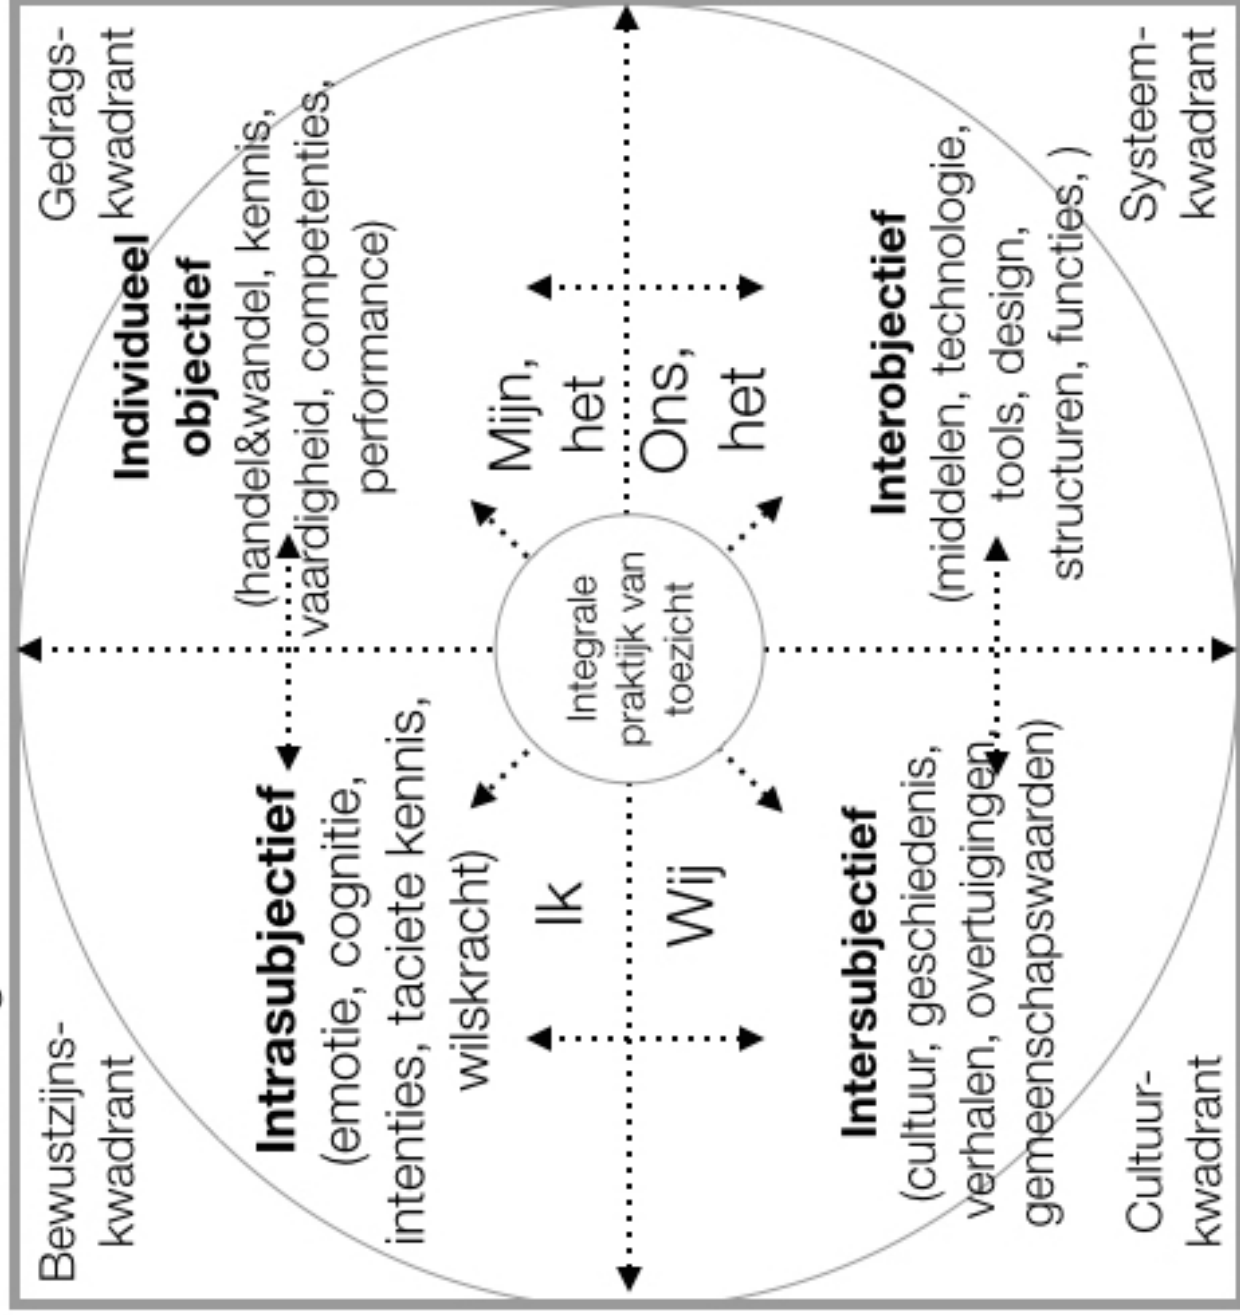 Bewustzijns-
kwadrant
Gedrags-
kwadrant
Individueel
objectief
(handel&wandel, kennis,
vaardigheid, competenties,
performance)
Intrasubjectief
(emotie, cognitie,
intenties, taciete kennis,
wilskracht)
Ik
Mijn,
het
Integrale
praktijk van
toezicht
Wij
Ons,
het
Intersubjectief
(cultuur, geschiedenis,
verhalen, overtuigingen,
gemeenschapswaarden)
Interobjectief
(middelen, technologie,
tools, design,
structuren, functies, )
Cultuur-
kwadrant
Systeem-
kwadrant